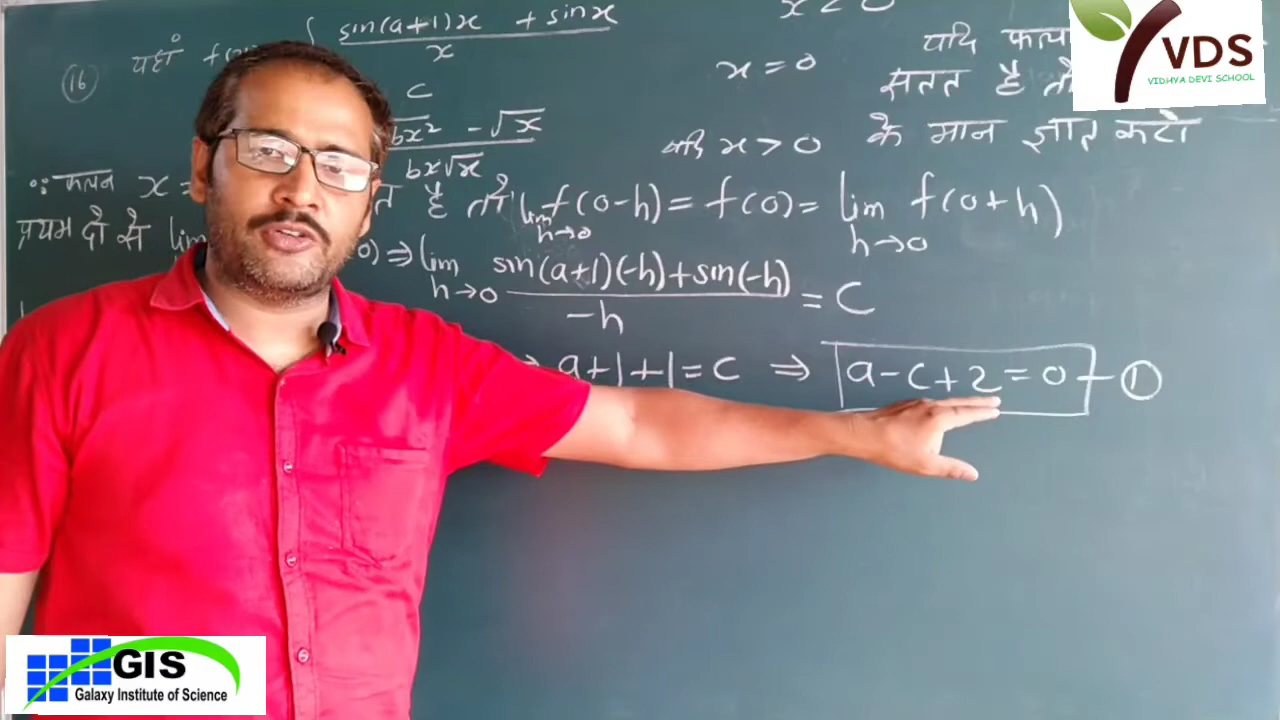 sin(a+1)x + sinx
x
x < 0
(16) यहाँ
C
x = 0
यदि
सतत है तो
bx² - √x
bx√x
यदि x > 0
के मान ज्ञात करो
∵ फलन x =
है तो lim h→0 f(0-h) = f(0) = lim h→0 f(0+h)
प्रथम दो से lim
0) ⇒ lim h→0 sin(a+1)(-h)+sin(-h) / -h = C
a+1+1=C ⇒ a-C+2=0 - ①
VDS
VIDHYA DEVI SCHOOL
GIS
Galaxy Institute of Science